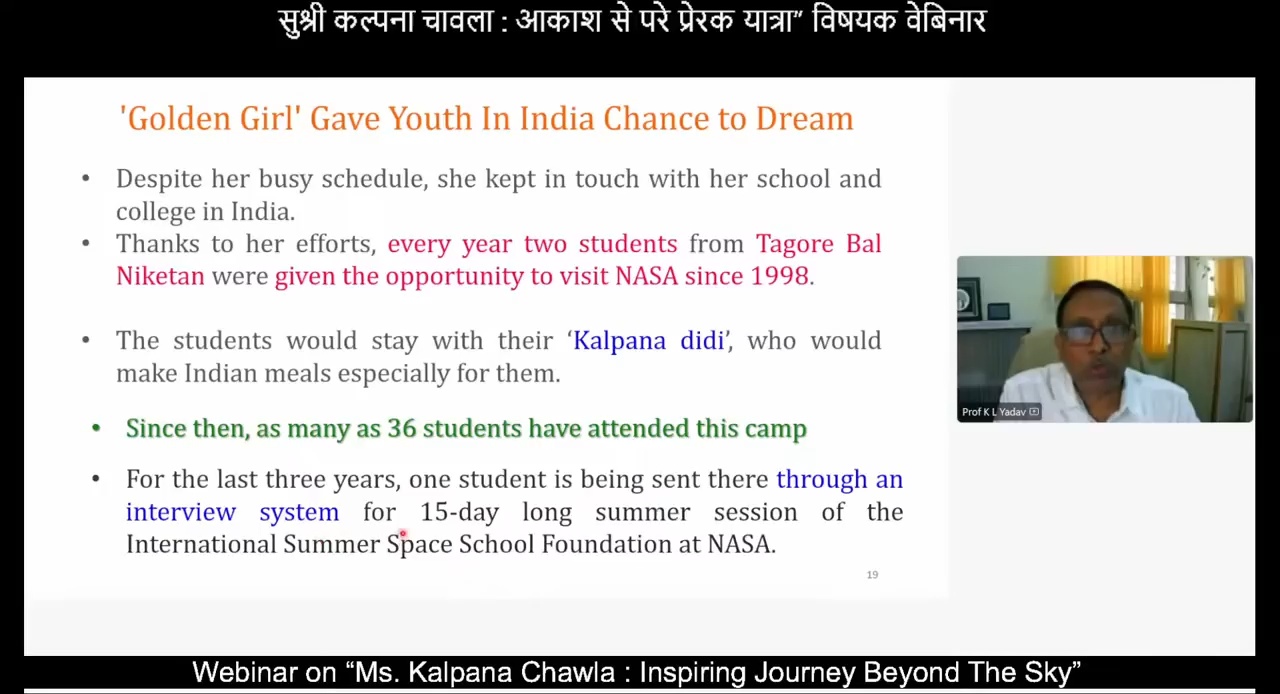 सुश्री कल्पना चावला : आकाश से परे प्रेरक यात्रा” विषयक वेबिनार
'Golden Girl' Gave Youth In India Chance to Dream
• Despite her busy schedule, she kept in touch with her school and
college in India.
• Thanks to her efforts, every year two students from Tagore Bal
Niketan were given the opportunity to visit NASA since 1998.
• The students would stay with their ‘Kalpana didi’, who would
make Indian meals especially for them.
• Since then, as many as 36 students have attended this camp
• For the last three years, one student is being sent there through an
interview system for 15-day long summer session of the
International Summer Space School Foundation at NASA.
19
Prof K L Yadav
Webinar on “Ms. Kalpana Chawla : Inspiring Journey Beyond The Sky”